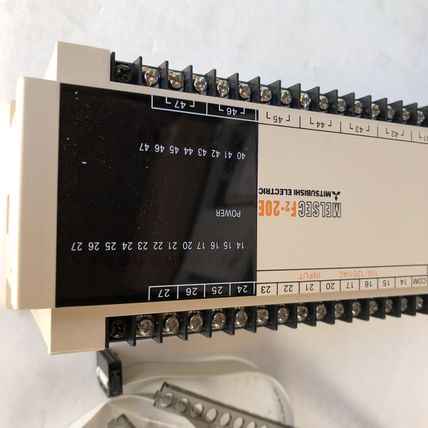 COM 14 15 16 17 20 21 22 23 24 25 26 27
110/120VAC INPUT
14 15 16 17 20 21 22 23 24 25 26 27
MELSEC F2-20E
POWER
MITSUBISHI ELECTRIC
40 41 42 43 44 45 46 47
41 42 43 44 45 46 47